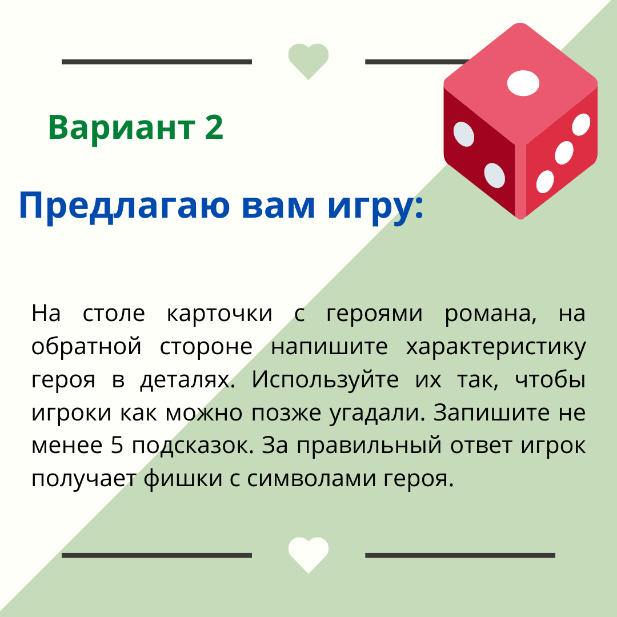 Вариант 2
Предлагаю вам игру:
На столе карточки с героями романа, на
обратной стороне напишите характеристику
героя в деталях. Используйте их так, чтобы
игроки как можно позже угадали. Запишите не
менее 5 подсказок. За правильный ответ игрок
получает фишки с символами героя.